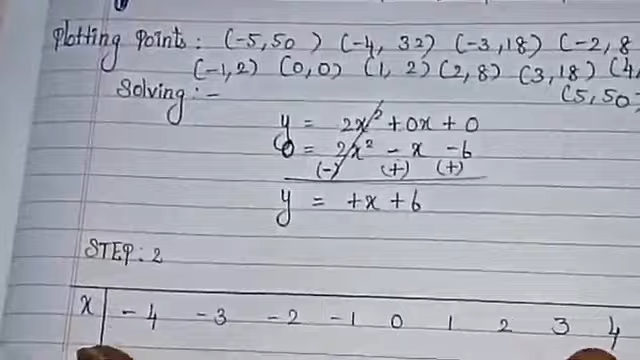 Plotting Points: (-5,50) (-4, 32) (-3,18) (-2,8
(-1,2) (0,0) (1,2) (2,8) (3,18) (4,
(5,50)
Solving:-
y = 2x² + 0x + 0
0 = 2x² - x - 6
(-) (+) (+)
y = +x + 6
STEP: 2
x -4 -3 -2 -1 0 1 2 3 4